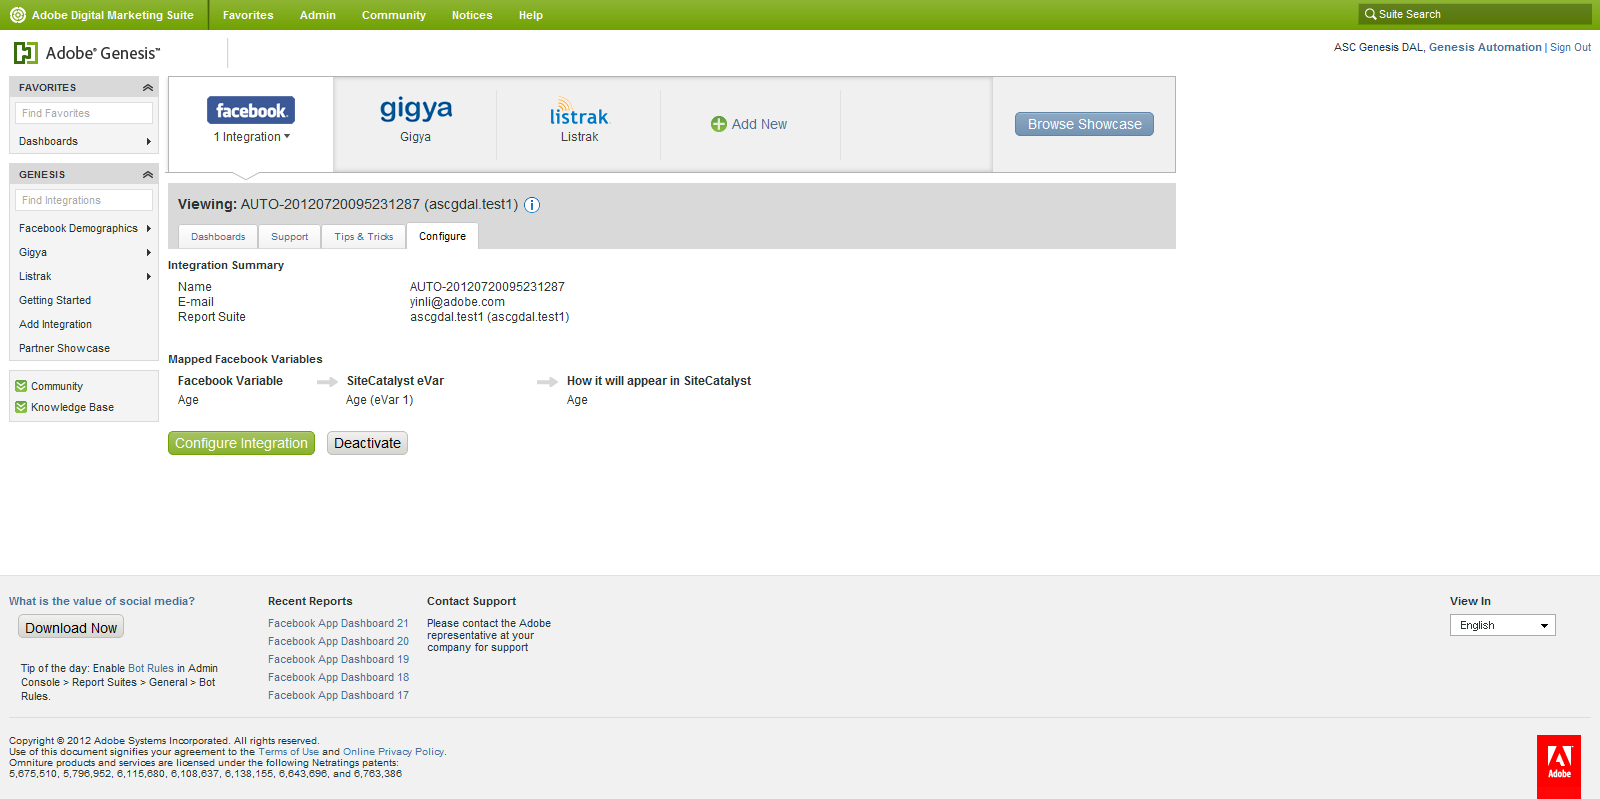 Adobe Digital Marketing Suite Favorites Admin Community Notices Help Suite Search
Adobe® Genesis™ ASC Genesis DAL, Genesis Automation | Sign Out
FAVORITES
Find Favorites
Dashboards
GENESIS
Find Integrations
Facebook Demographics
Gigya
Listrak
Getting Started
Add Integration
Partner Showcase
Community
Knowledge Base
facebook.
1 Integration
gigya
Gigya
listrak
Listrak
Add New
Browse Showcase
Viewing: AUTO-20120720095231287 (ascgdal.test1) i
Dashboards Support Tips & Tricks Configure
Integration Summary
Name AUTO-20120720095231287
E-mail yinli@adobe.com
Report Suite ascgdal.test1 (ascgdal.test1)
Mapped Facebook Variables
Facebook Variable SiteCatalyst eVar How it will appear in SiteCatalyst
Age Age (eVar 1) Age
Configure Integration Deactivate
What is the value of social media?
Download Now
Tip of the day: Enable Bot Rules in Admin
Console > Report Suites > General > Bot
Rules.
Recent Reports
Facebook App Dashboard 21
Facebook App Dashboard 20
Facebook App Dashboard 19
Facebook App Dashboard 18
Facebook App Dashboard 17
Contact Support
Please contact the Adobe
representative at your
company for support
View In
English
Copyright © 2012 Adobe Systems Incorporated. All rights reserved.
Use of this document signifies your agreement to the Terms of Use and Online Privacy Policy.
Omniture products and services are licensed under the following Netratings patents:
5,675,510, 5,796,952, 6,115,680, 6,108,637, 6,138,155, 6,643,696, and 6,763,386
Adobe